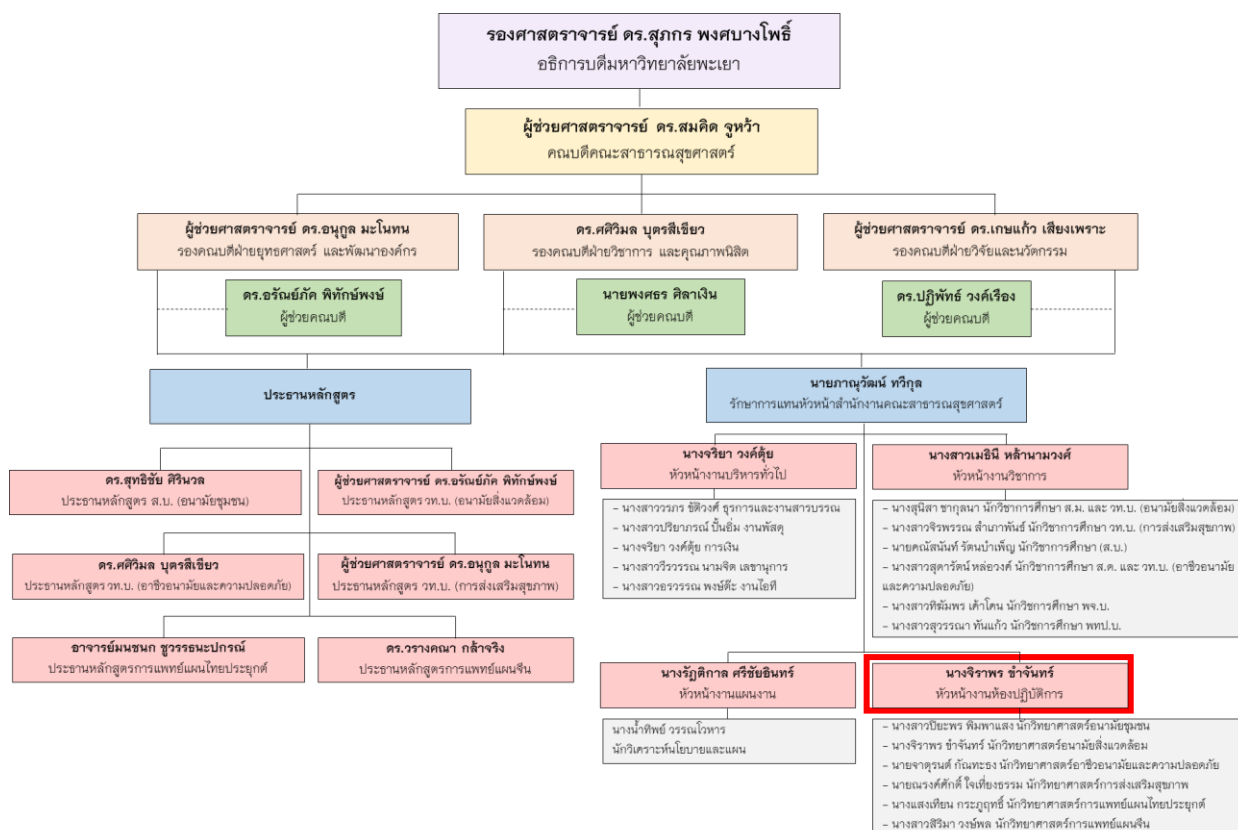 รองศาสตราจารย์ ดร.สุภกร พงศบางโพธิ์
อธิการบดีมหาวิทยาลัยพะเยา
ผู้ช่วยศาสตราจารย์ ดร.สมคิด จูหว้า
คณบดีคณะสาธารณสุขศาสตร์
ผู้ช่วยศาสตราจารย์ ดร.อนุกูล มะโนทน
รองคณบดีฝ่ายยุทธศาสตร์ และพัฒนาองค์กร
ดร.ศศิวิมล บุตรสีเขียว
รองคณบดีฝ่ายวิชาการ และคุณภาพนิสิต
ผู้ช่วยศาสตราจารย์ ดร.เกษแก้ว เสียงเพราะ
รองคณบดีฝ่ายวิจัยและนวัตกรรม
ดร.อรัณย์ภัค พิทักษ์พงษ์
ผู้ช่วยคณบดี
นายพงศธร ศิลาเงิน
ผู้ช่วยคณบดี
ดร.ปฏิพัทธ์ วงค์เรือง
ผู้ช่วยคณบดี
ประธานหลักสูตร
นายภาณุวัฒน์ ทวีกุล
รักษาการแทนหัวหน้าสำนักงานคณะสาธารณสุขศาสตร์
ดร.สุทธิชัย ศิรินวล
ประธานหลักสูตร ส.บ. (อนามัยชุมชน)
ผู้ช่วยศาสตราจารย์ ดร.อรัณย์ภัค พิทักษ์พงษ์
ประธานหลักสูตร วท.บ. (อนามัยสิ่งแวดล้อม)
ดร.ศศิวิมล บุตรสีเขียว
ประธานหลักสูตร วท.บ. (อาชีวอนามัยและความปลอดภัย)
ผู้ช่วยศาสตราจารย์ ดร.อนุกูล มะโนทน
ประธานหลักสูตร วท.บ. (การส่งเสริมสุขภาพ)
อาจารย์มนชนก ชูวรรธนะปกรณ์
ประธานหลักสูตรการแพทย์แผนไทยประยุกต์
ดร.วรางคณา กล้าจริง
ประธานหลักสูตรการแพทย์แผนจีน
นางจริยา วงค์ตุ้ย
หัวหน้างานบริหารทั่วไป
– นางสาววรภร ขัติวงศ์ ธุรการและงานสารบรรณ
– นางสาวปริยาภรณ์ ปั้นอิ่ม งานพัสดุ
– นางจริยา วงค์ตุ้ย การเงิน
– นางสาววีรวรรณ นามจิต เลขานุการ
– นางสาวอรวรรณ พงษ์ต๊ะ งานไอที
นางสาวเมธินี หล้านามวงศ์
หัวหน้างานวิชาการ
– นางสุนิสา ชากุลนา นักวิชาการศึกษา ส.ม. และ วท.บ. (อนามัยสิ่งแวดล้อม)
– นางสาวจิรพรรณ สำเภาพันธ์ นักวิชาการศึกษา วท.บ. (การส่งเสริมสุขภาพ)
– นายคณัสนันท์ รัตนบำเพ็ญ นักวิชาการศึกษา (ส.บ.)
– นางสาวสุดารัตน์ หล่อวงค์ นักวิชาการศึกษา ส.ด. และ วท.บ. (อาชีวอนามัย
และความปลอดภัย)
– นางสาวทิฆัมพร เค้าโคน นักวิชการศึกษา พจ.บ.
– นางสาวสุวรรณา ทันแก้ว นักวิชาการศึกษา พทป.บ.
นางรัฏติกาล ศรีชัยอินทร์
หัวหน้างานแผนงาน
นางน้ำทิพย์ วรรณโวหาร
นักวิเคราะห์นโยบายและแผน
นางจิราพร ขำจันทร์
หัวหน้างานห้องปฏิบัติการ
– นางสาวปิยะพร พิมพาแสง นักวิทยาศาสตร์อนามัยชุมชน
– นางจิราพร ขำจันทร์ นักวิทยาศาสตร์อนามัยสิ่งแวดล้อม
– นายจาตุรนต์ กัณทะธง นักวิทยาศาสตร์อาชีวอนามัยและความปลอดภัย
– นายณรงค์ศักดิ์ ใจเที่ยงธรรม นักวิทยาศาสตร์การส่งเสริมสุขภาพ
– นางแสงเทียน กระภูฤทธิ์ นักวิทยาศาสตร์การแพทย์แผนไทยประยุกต์
– นางสาวสิริมา วงษ์พล นักวิทยาศาสตร์การแพทย์แผนจีน